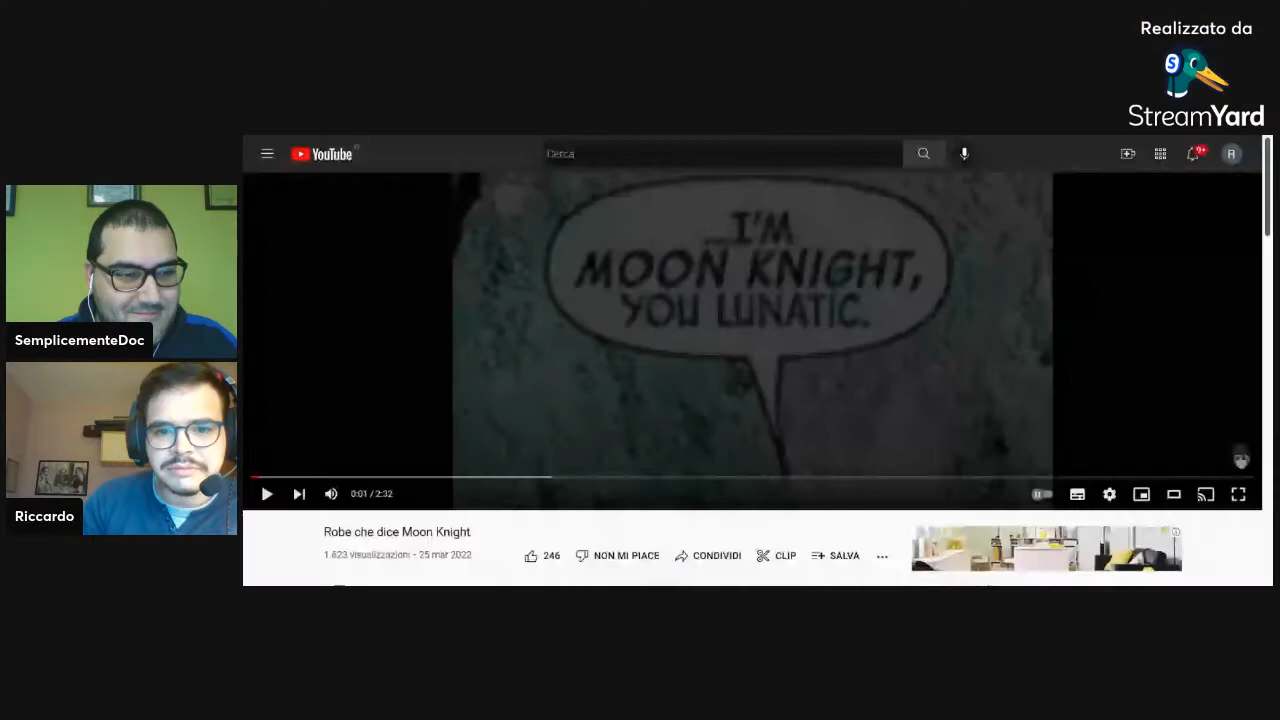 Realizzato da
S
StreamYard
YouTube
Cerca
9+
R
...I'M
MOON KNIGHT,
YOU LUNATIC.
SemplicementeDoc
Riccardo
0:01 / 2:32
Robe che dice Moon Knight
1.623 visualizzazioni - 25 mar 2022
246
NON MI PIACE
CONDIVIDI
CLIP
SALVA